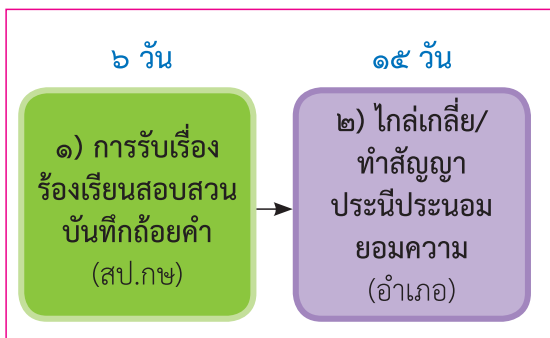 ๖ วัน
๑) การรับเรื่อง
ร้องเรียนสอบสวน
บันทึกถ้อยคำ
(สป.กษ)
๑๕ วัน
๒) ไกล่เกลี่ย/
ทำสัญญา
ประนีประนอม
ยอมความ
(อำเภอ)